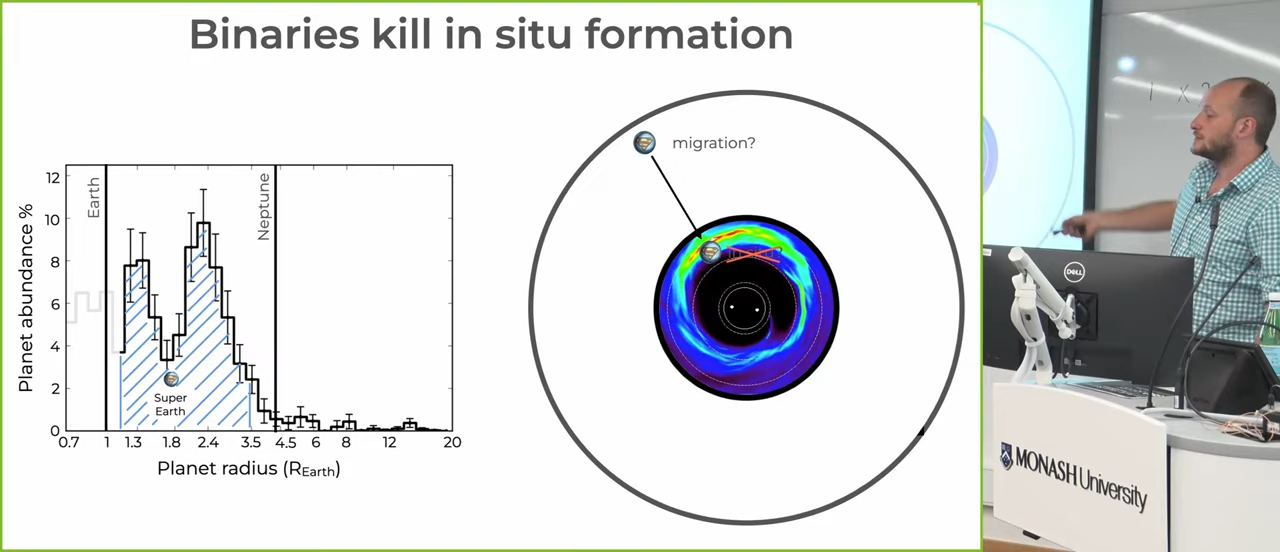 Binaries kill in situ formation
migration?
Earth
Neptune
Planet abundance %
12
10
8
6
4
2
0
Super
Earth
0.7 1 1.3 1.8 2.4 3.5 4.5 6 8 12 20
Planet radius (REarth)
DELL
MONASH University